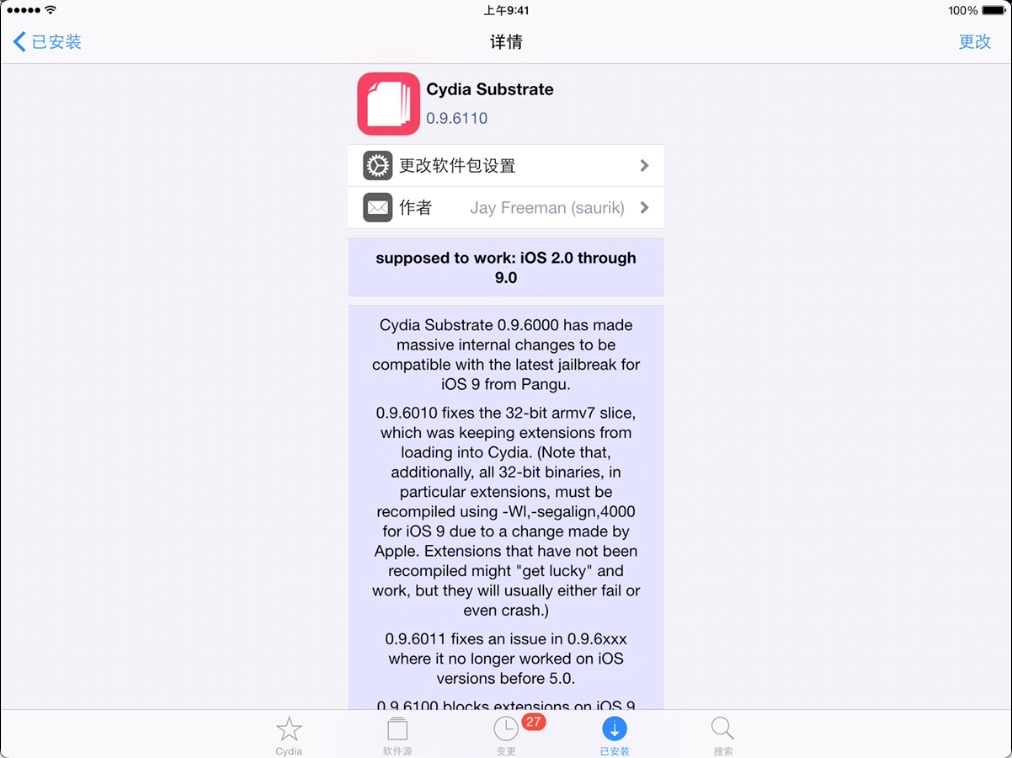 上午9:41
100%
已安装
详情
更改
Cydia Substrate
0.9.6110
更改软件包设置
作者
Jay Freeman (saurik)
supposed to work: iOS 2.0 through
9.0
Cydia Substrate 0.9.6000 has made
massive internal changes to be
compatible with the latest jailbreak for
iOS 9 from Pangu.
0.9.6010 fixes the 32-bit armv7 slice,
which was keeping extensions from
loading into Cydia. (Note that,
additionally, all 32-bit binaries, in
particular extensions, must be
recompiled using -Wl,-segalign,4000
for iOS 9 due to a change made by
Apple. Extensions that have not been
recompiled might "get lucky" and
work, but they will usually either fail or
even crash.)
0.9.6011 fixes an issue in 0.9.6xxx
where it no longer worked on iOS
versions before 5.0.
0.9.6100 blocks extensions on iOS 9
27
Cydia
软件源
变更
已安装
搜索